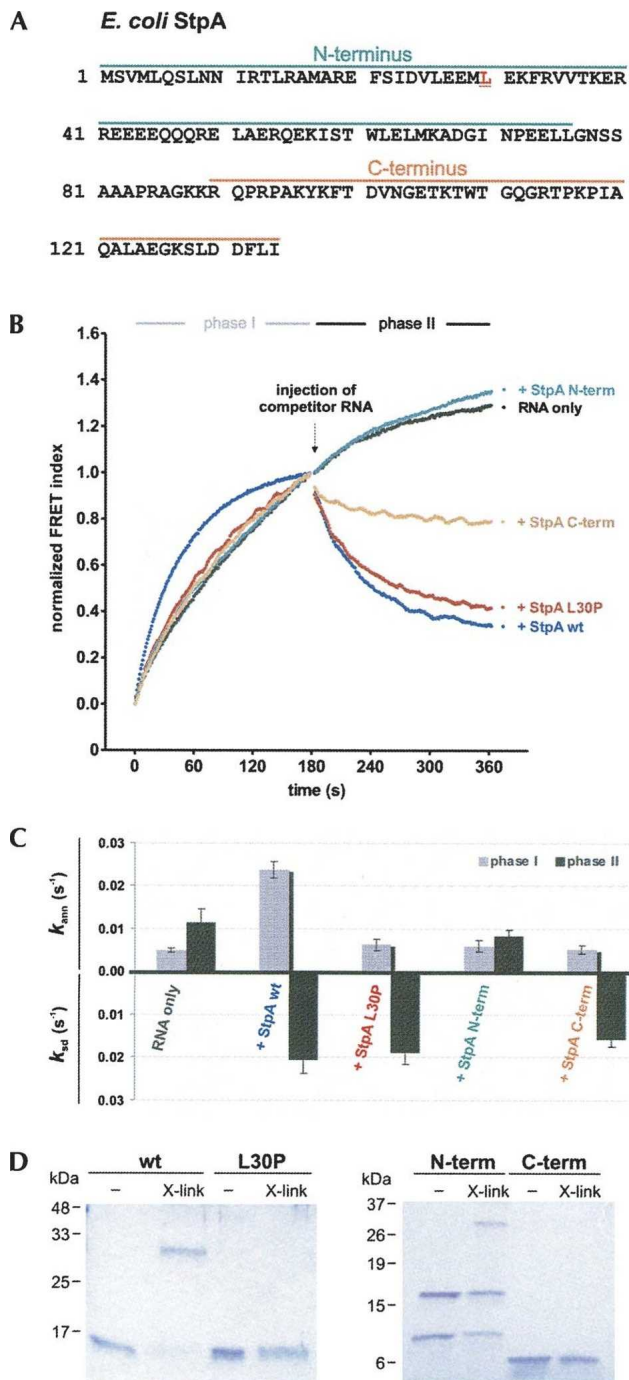 A E. coli StpA
N-terminus
1 MSVMLQSLNN IRTLRAMARE FSIDVLEEML EKFRVVTKER
41 REEEEQQQRE LAERQEKIST WLELMKADGI NPEELLGNSS
C-terminus
81 AAAPRAGKKR QPRPAKYKFT DVNGETKTWT GQGRTPKPIA
121 QALAEGKSLD DFLI
B phase I phase II
1.6
1.4
1.2
1.0
0.8
0.6
0.4
0.2
0.0
0
normalized FRET index
injection of
competitor RNA
+ StpA N-term
RNA only
+ StpA C-term
+ StpA L30P
+ StpA wt
0 60 120 180 240 300 360
time (s)
C
0.03
0.02
0.01
0.00
0.01
0.02
0.03
kann (s-1)
ksd (s-1)
phase I phase II
RNA only
+ StpA wt
+ StpA L30P
+ StpA N-term
+ StpA C-term
D
wt L30P
kDa – X-link – X-link
48
33
25
17
N-term C-term
kDa – X-link – X-link
37
26
19
15
6